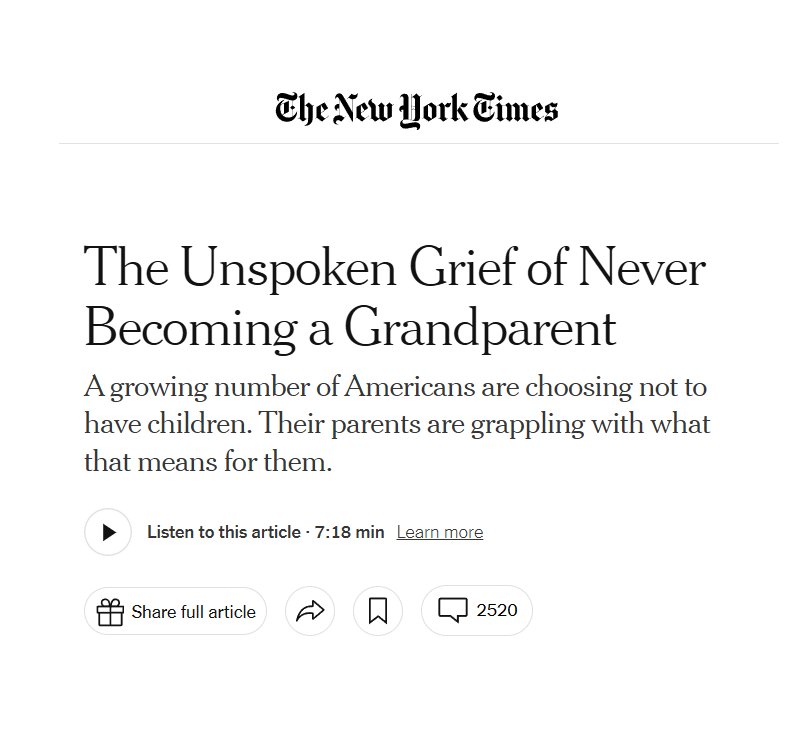 The New York Times
The Unspoken Grief of Never
Becoming a Grandparent
A growing number of Americans are choosing not to
have children. Their parents are grappling with what
that means for them.
Listen to this article · 7:18 min Learn more
Share full article 2520